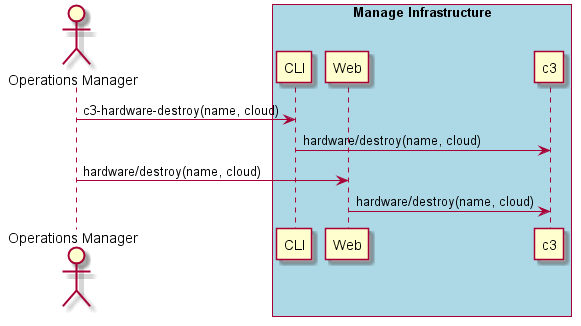 Manage Infrastructure
Operations Manager
CLI
Web
c3
c3-hardware-destroy(name, cloud)
hardware/destroy(name, cloud)
hardware/destroy(name, cloud)
hardware/destroy(name, cloud)
Operations Manager
CLI
Web
c3